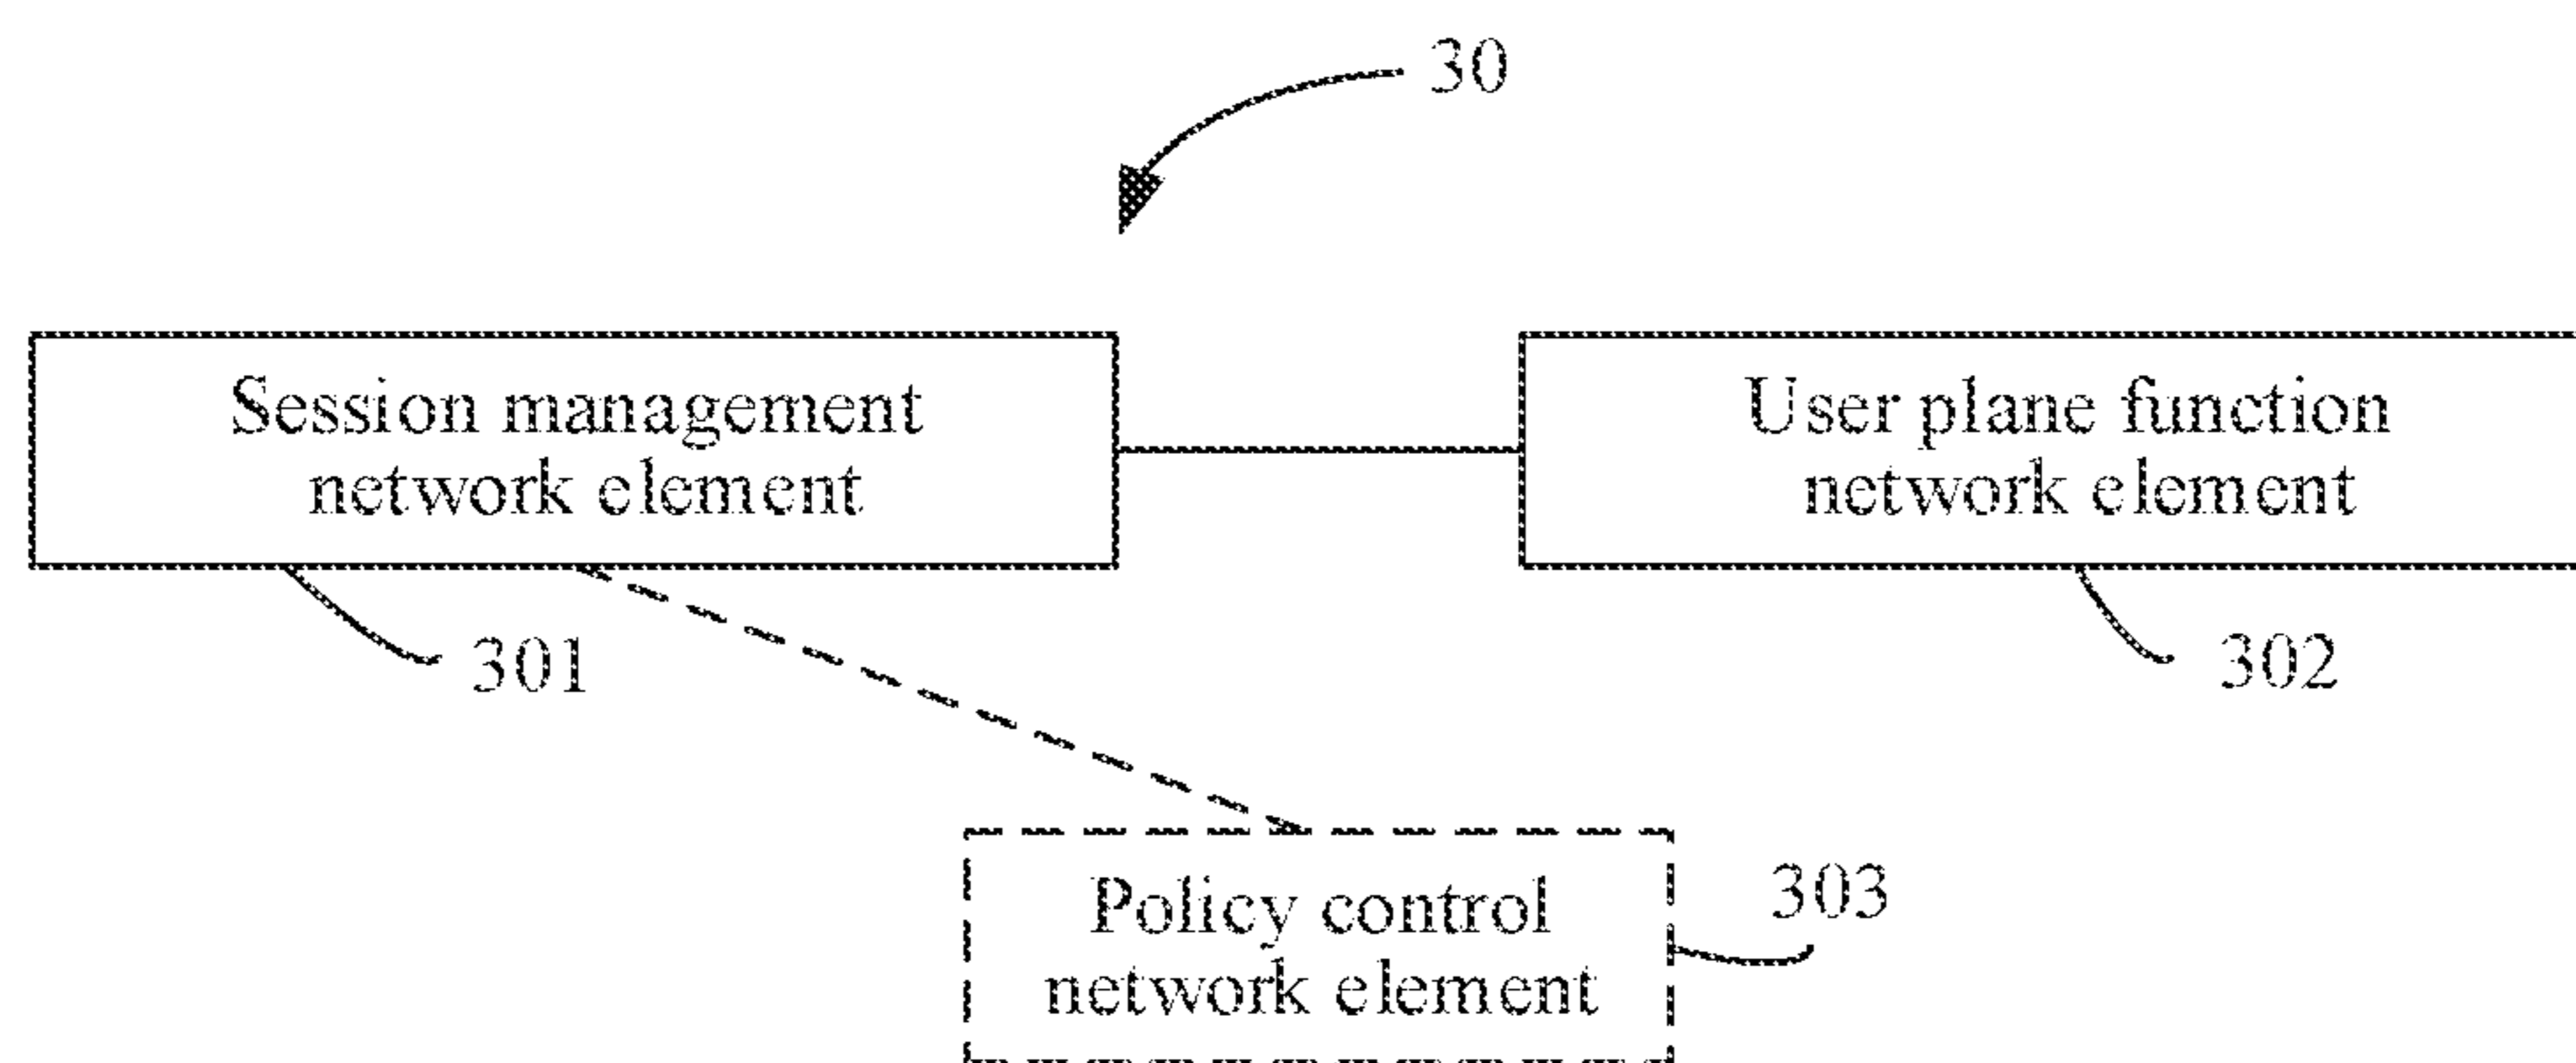 30
Session management
network element
User plane function
network element
301
302
Policy control
network element
303